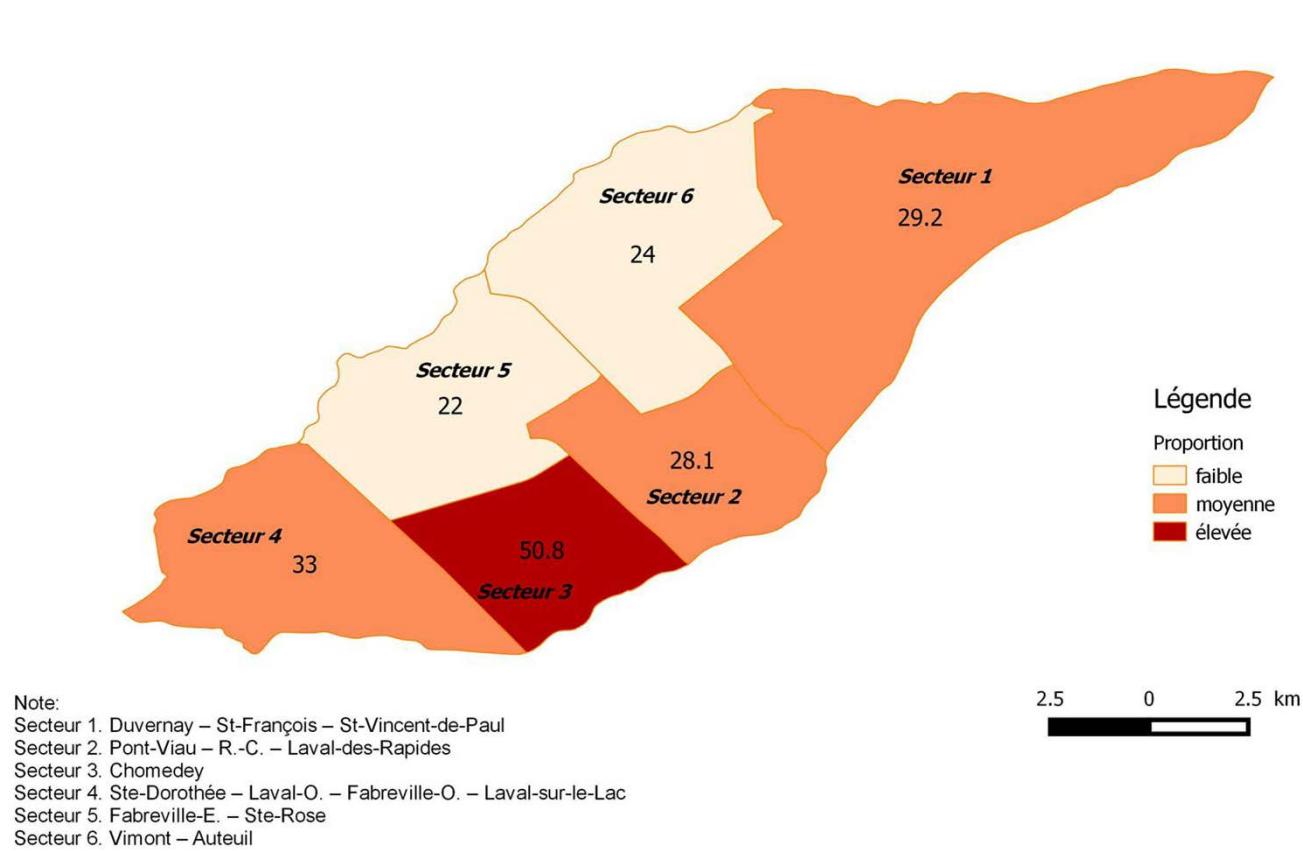 Secteur 1
29.2
Secteur 6
24
Secteur 5
22
28.1
Secteur 2
Secteur 4
33
50.8
Secteur 3
Légende
Proportion
faible
moyenne
élevée
2.5 0 2.5 km
Note:
Secteur 1. Duvernay – St-François – St-Vincent-de-Paul
Secteur 2. Pont-Viau – R.-C. – Laval-des-Rapides
Secteur 3. Chomedey
Secteur 4. Ste-Dorothée – Laval-O. – Fabreville-O. – Laval-sur-le-Lac
Secteur 5. Fabreville-E. – Ste-Rose
Secteur 6. Vimont – Auteuil